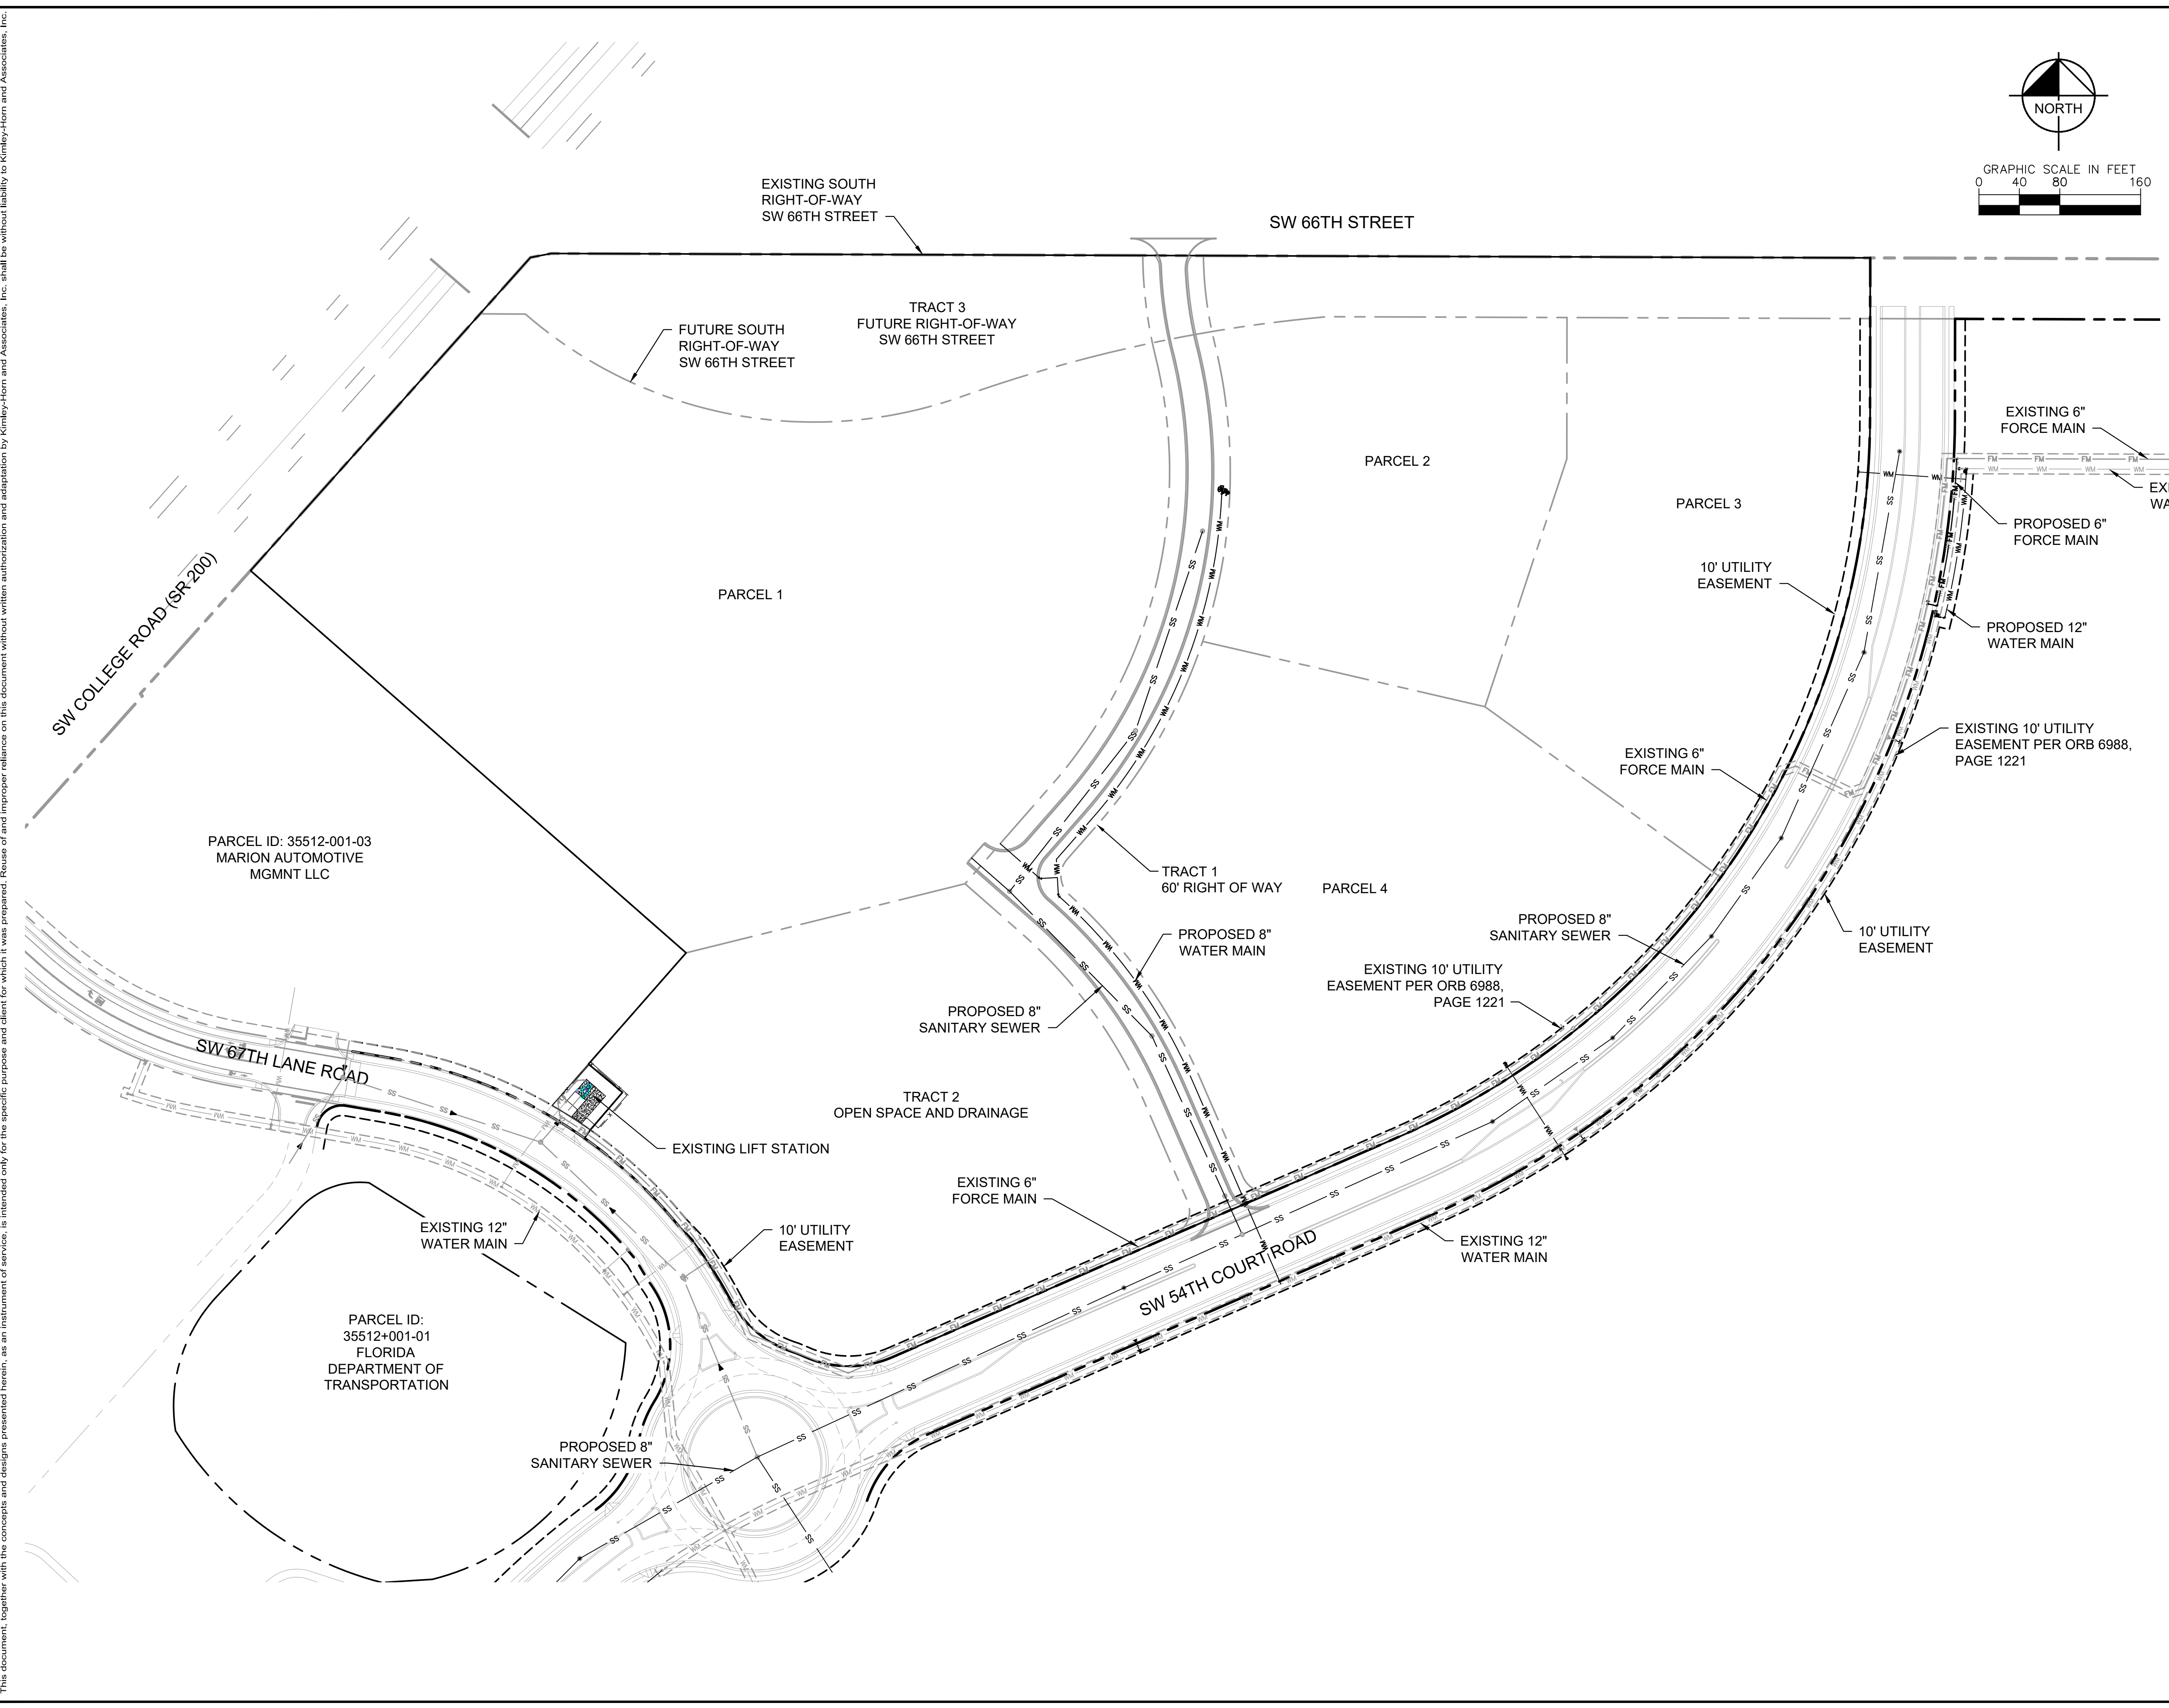 This document, together with the concepts and designs presented herein, as an instrument of service, is intended only for the specific purpose and client for which it was prepared. Reuse of and improper reliance on this document without written authorization and adaptation by Kimley-Horn and Associates, Inc. shall be without liability to Kimley-Horn and Associates, Inc.
NORTH
GRAPHIC SCALE IN FEET
0 40 80 160
EXISTING SOUTH
RIGHT-OF-WAY
SW 66TH STREET
SW 66TH STREET
TRACT 3
FUTURE RIGHT-OF-WAY
SW 66TH STREET
FUTURE SOUTH
RIGHT-OF-WAY
SW 66TH STREET
EXISTING 6"
FORCE MAIN
PARCEL 2
PARCEL 3
EXI
WA
PROPOSED 6"
FORCE MAIN
10' UTILITY
EASEMENT
PARCEL 1
SW COLLEGE ROAD (SR 200)
PROPOSED 12"
WATER MAIN
EXISTING 10' UTILITY
EASEMENT PER ORB 6988,
PAGE 1221
EXISTING 6"
FORCE MAIN
PARCEL ID: 35512-001-03
MARION AUTOMOTIVE
MGMNT LLC
TRACT 1
60' RIGHT OF WAY
PARCEL 4
PROPOSED 8"
SANITARY SEWER
10' UTILITY
EASEMENT
PROPOSED 8"
WATER MAIN
EXISTING 10' UTILITY
EASEMENT PER ORB 6988,
PAGE 1221
PROPOSED 8"
SANITARY SEWER
SW 67TH LANE ROAD
TRACT 2
OPEN SPACE AND DRAINAGE
EXISTING LIFT STATION
EXISTING 6"
FORCE MAIN
EXISTING 12"
WATER MAIN
10' UTILITY
EASEMENT
SW 54TH COURT ROAD
EXISTING 12"
WATER MAIN
PARCEL ID:
35512+001-01
FLORIDA
DEPARTMENT OF
TRANSPORTATION
PROPOSED 8"
SANITARY SEWER